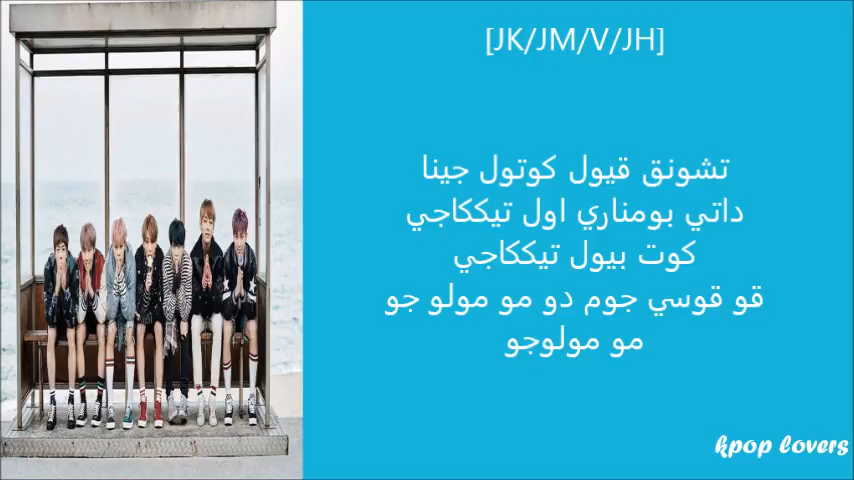 [JK/JM/V/JH]
تشونق قيول كوتول جينا
داتي بومناري اول تيككاجي
كوت بيول تيككاجي
قو قوسي جوم دو مو مولو جو
مو مولوجو
kpop lovers